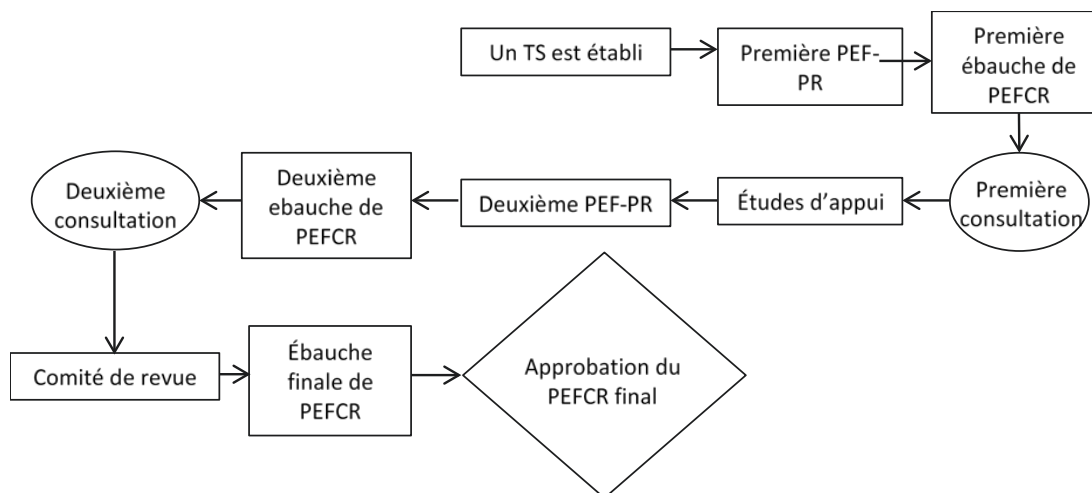 Un TS est établi
Première PEF-
PR
Première
ébauche de
PEFCR
Première
consultation
Études d'appui
Deuxième PEF-PR
Deuxième
ebauche de
PEFCR
Deuxième
consultation
Comité de revue
Ébauche
finale de
PEFCR
Approbation du
PEFCR final